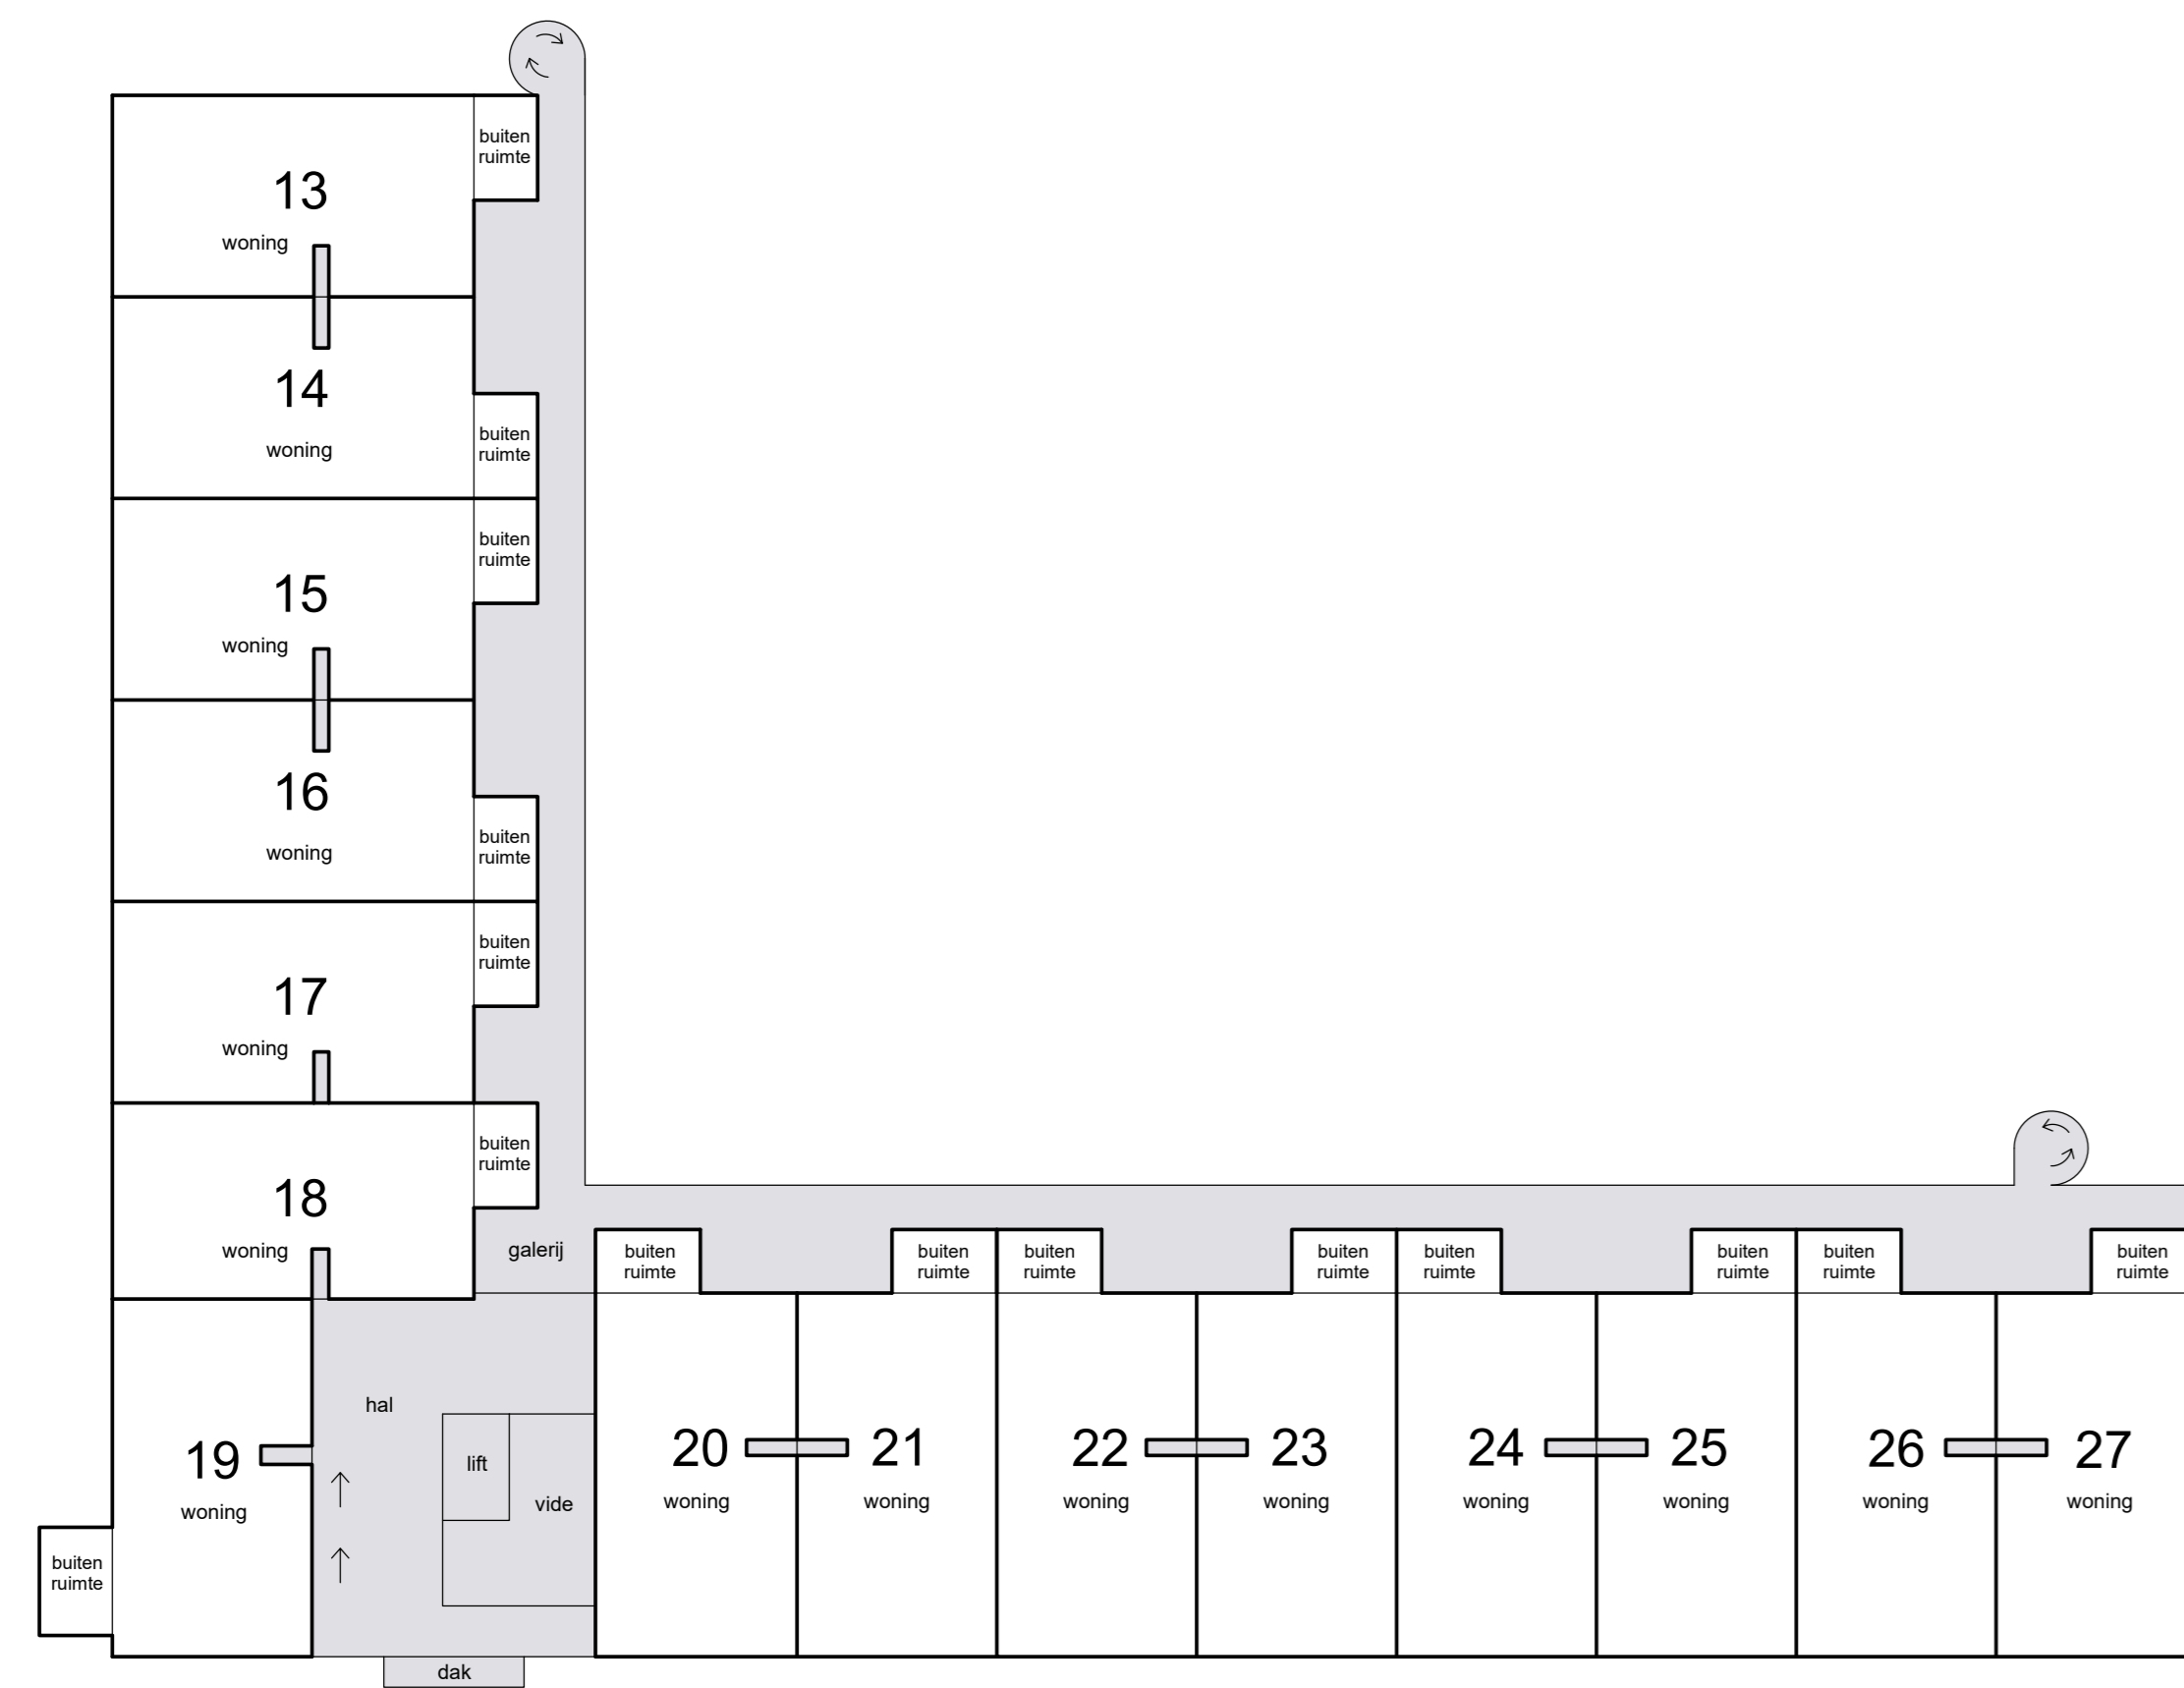 buiten
ruimte
13
woning
14
buiten
ruimte
woning
buiten
ruimte
15
woning
16
buiten
ruimte
woning
buiten
ruimte
17
woning
buiten
ruimte
18
woning
galerij
buiten
ruimte
buiten
ruimte
buiten
ruimte
buiten
ruimte
buiten
ruimte
buiten
ruimte
buiten
ruimte
buiten
ruimte
hal
19
woning
lift
vide
20
woning
21
woning
22
woning
23
woning
24
woning
25
woning
26
woning
27
woning
buiten
ruimte
dak